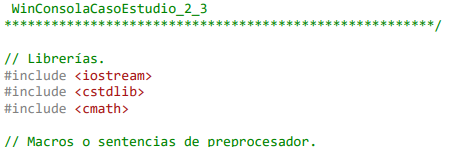 WinConsolaCasoEstudio_2_3
*******************************************************/
// Librerías.
#include <iostream>
#include <cstdlib>
#include <cmath>
// Macros o sentencias de preprocesador.